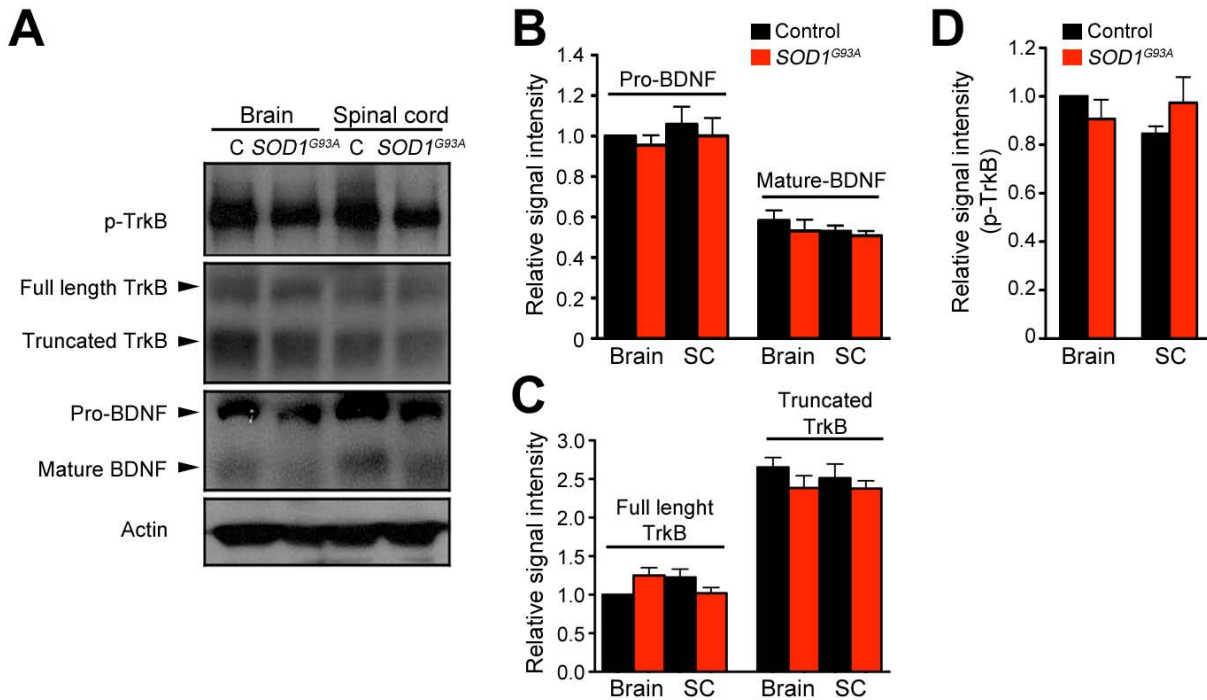 A
Brain Spinal cord
C SOD1G93A C SOD1G93A
p-TrkB
Full length TrkB
Truncated TrkB
Pro-BDNF
Mature BDNF
Actin
B
Control
SOD1G93A
Relative signal intensity
1.4
1.2
1.0
0.8
0.6
0.4
0.2
0
Pro-BDNF
Mature-BDNF
Brain SC Brain SC
C
Relative signal intensity
3.0
2.5
2.0
1.5
1.0
0.5
0.0
Full lenght
TrkB
Truncated
TrkB
Brain SC Brain SC
D
Control
SOD1G93A
Relative signal intensity
(p-TrkB)
1.2
1.0
0.8
0.6
0.4
0.2
0
Brain SC